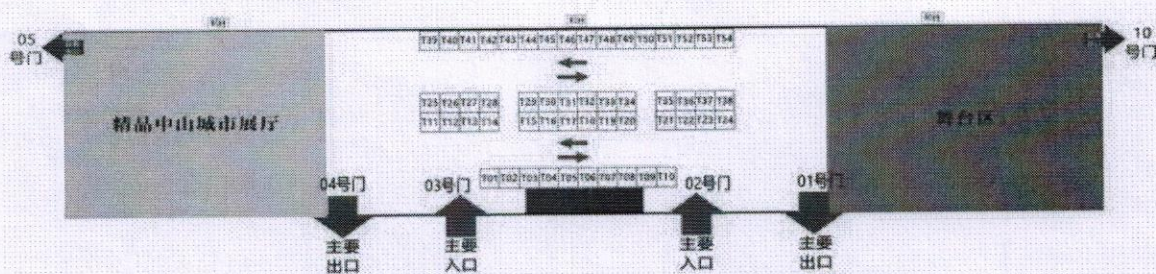 05
号门
10
号门
T39 T40 T41 T42 T43 T44 T45 T46 T47 T48 T49 T50 T51 T52 T53 T54
T25 T26 T27 T28 T29 T30 T31 T32 T33 T34 T35 T36 T37 T38
T11 T12 T13 T14 T15 T16 T17 T18 T19 T20 T21 T22 T23 T24
精品中山城市展厅
舞台区
T01 T02 T03 T04 T05 T06 T07 T08 T09 T10
04号门
03号门
02号门
01号门
主要
出口
主要
入口
主要
入口
主要
出口